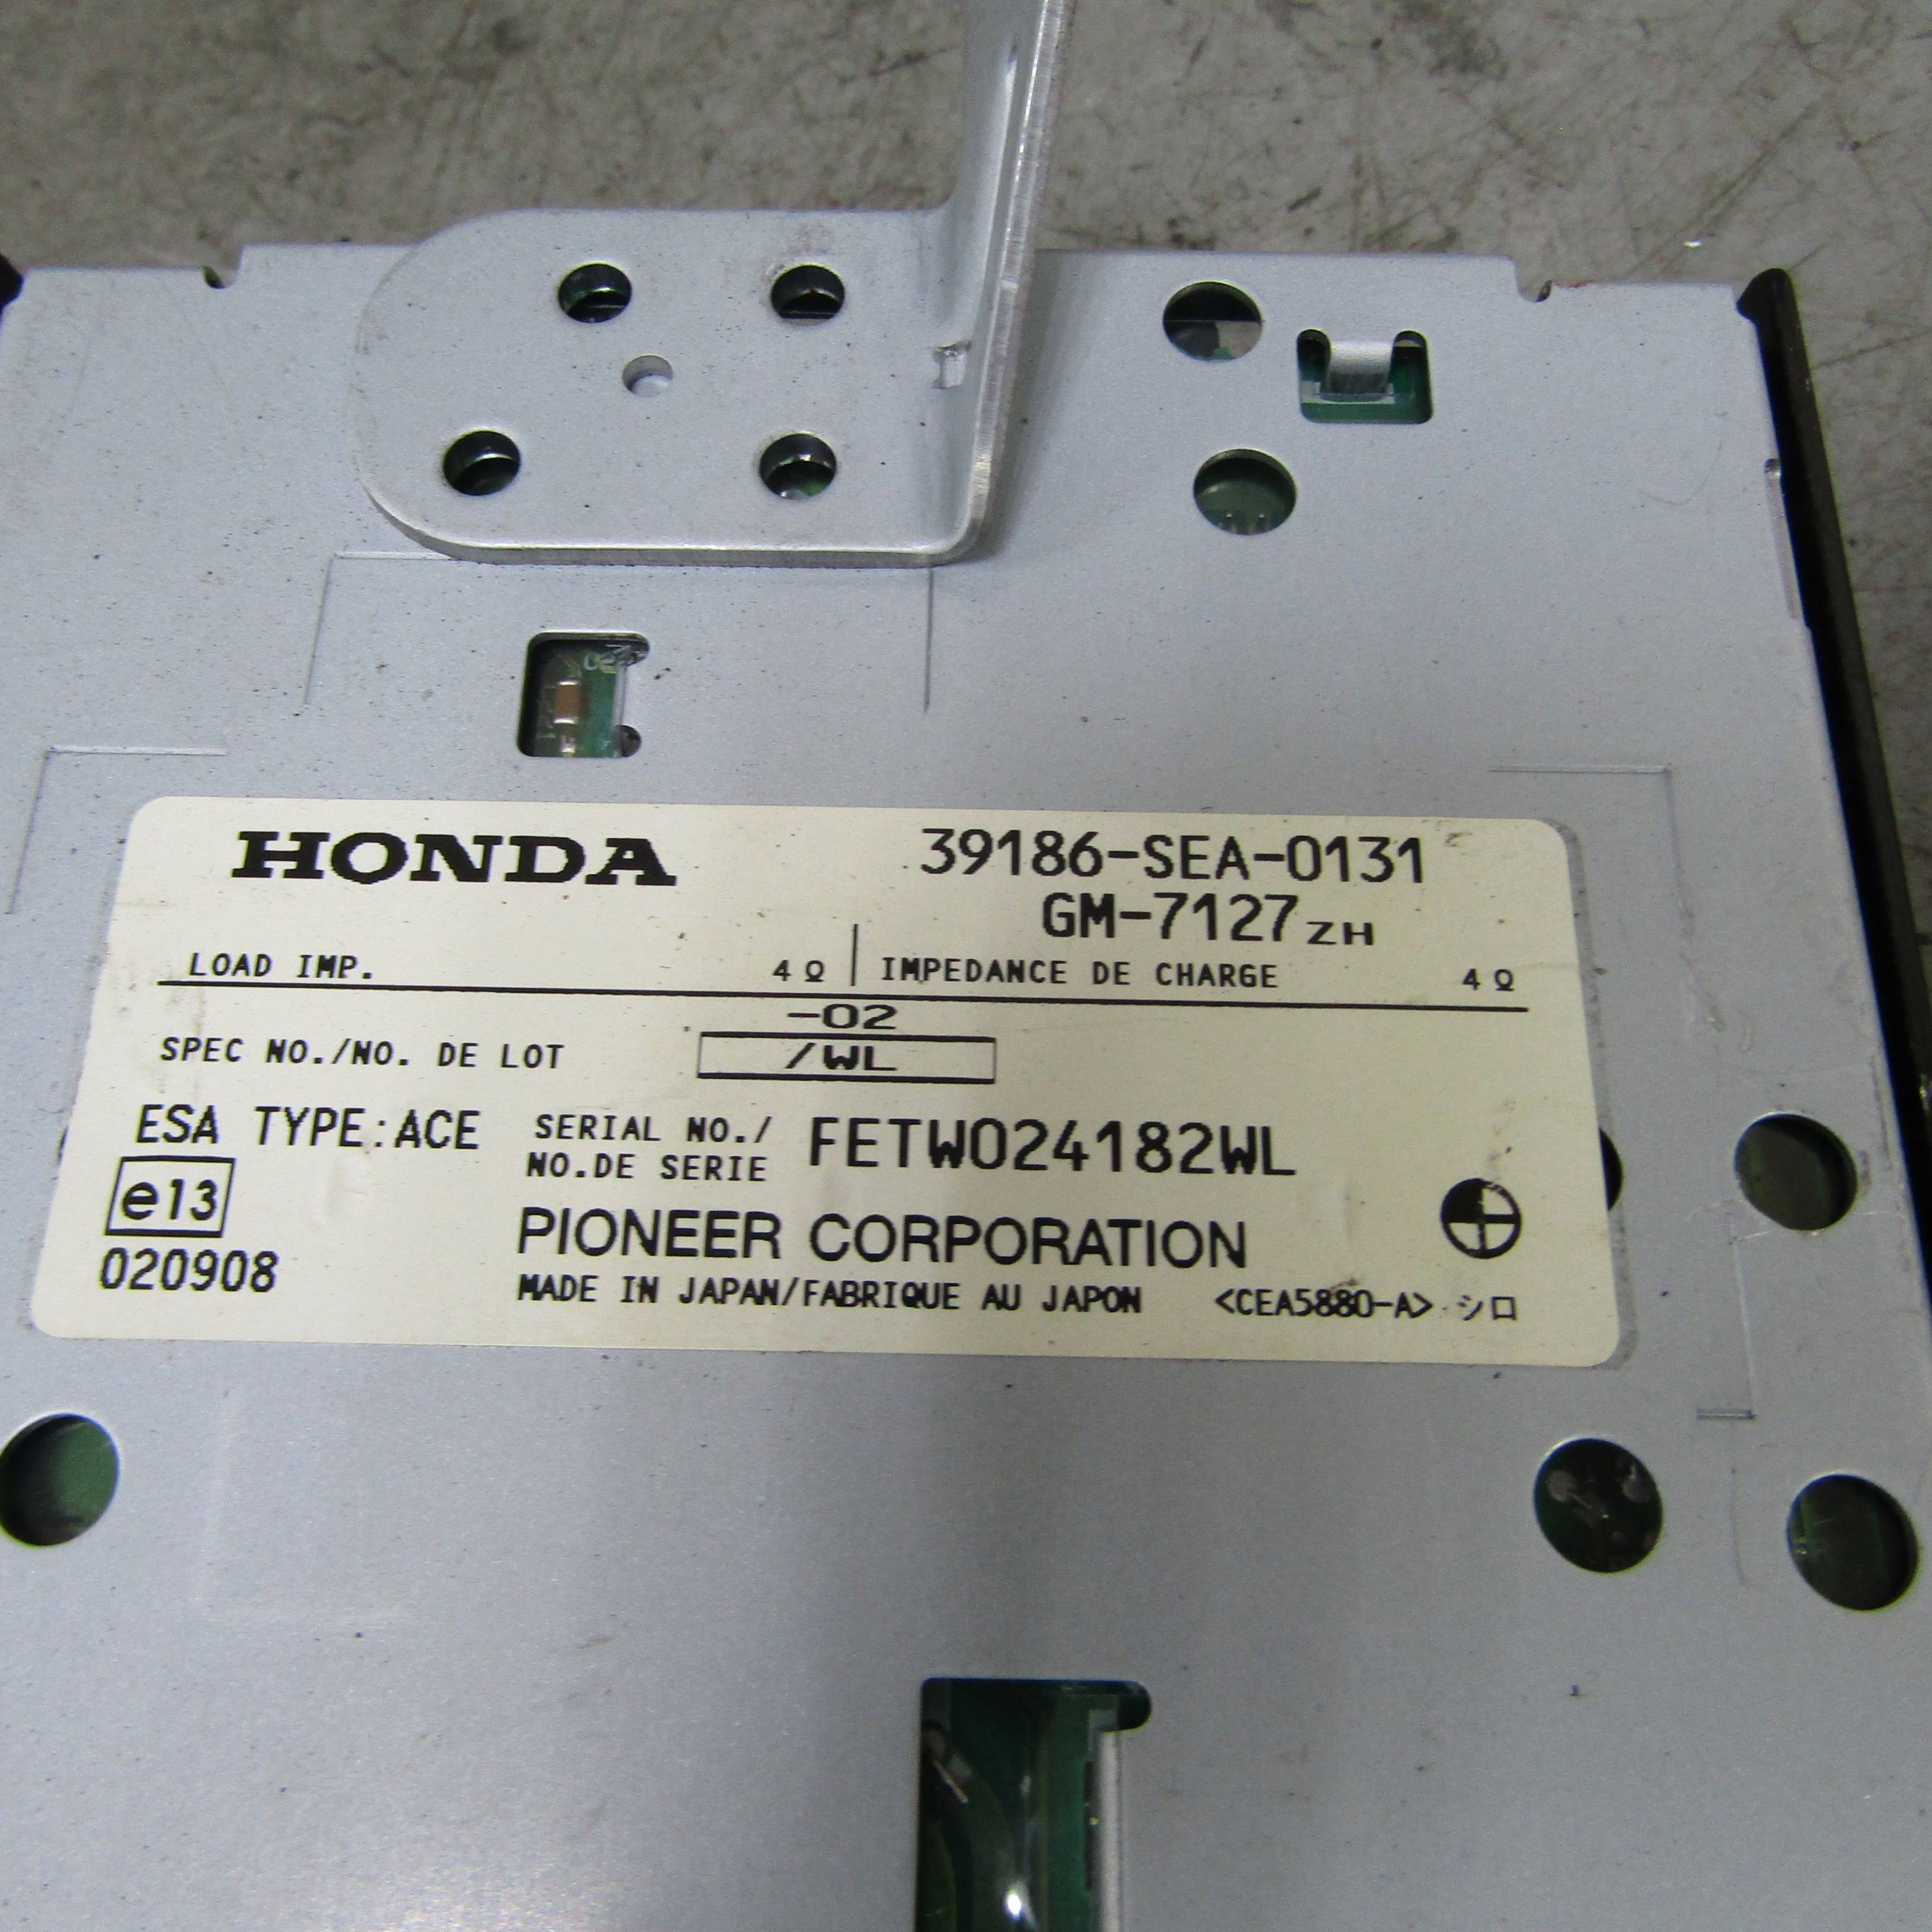 HONDA 39186-SEA-0131
GM-7127 ZH
LOAD IMP. 4Ω IMPEDANCE DE CHARGE 4Ω
-02
SPEC NO./NO. DE LOT /WL
ESA TYPE:ACE SERIAL NO./ FETW024182WL
NO.DE SERIE
e13
PIONEER CORPORATION
020908
MADE IN JAPAN/FABRIQUE AU JAPON <CEA5880-A> シロ